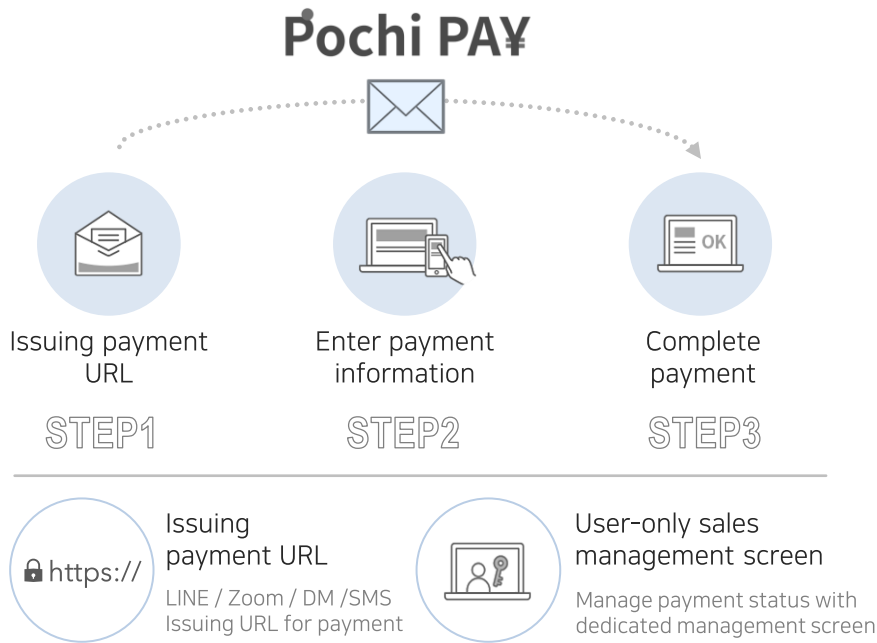 Pochi PA¥
OK
Issuing payment
URL
Enter payment
information
Complete
payment
STEP1
STEP2
STEP3
https://
Issuing
payment URL
LINE / Zoom / DM /SMS
Issuing URL for payment
User-only sales
management screen
Manage payment status with
dedicated management screen